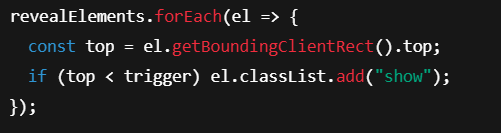 revealElements.forEach(el => {
  const top = el.getBoundingClientRect().top;
  if (top < trigger) el.classList.add("show");
});